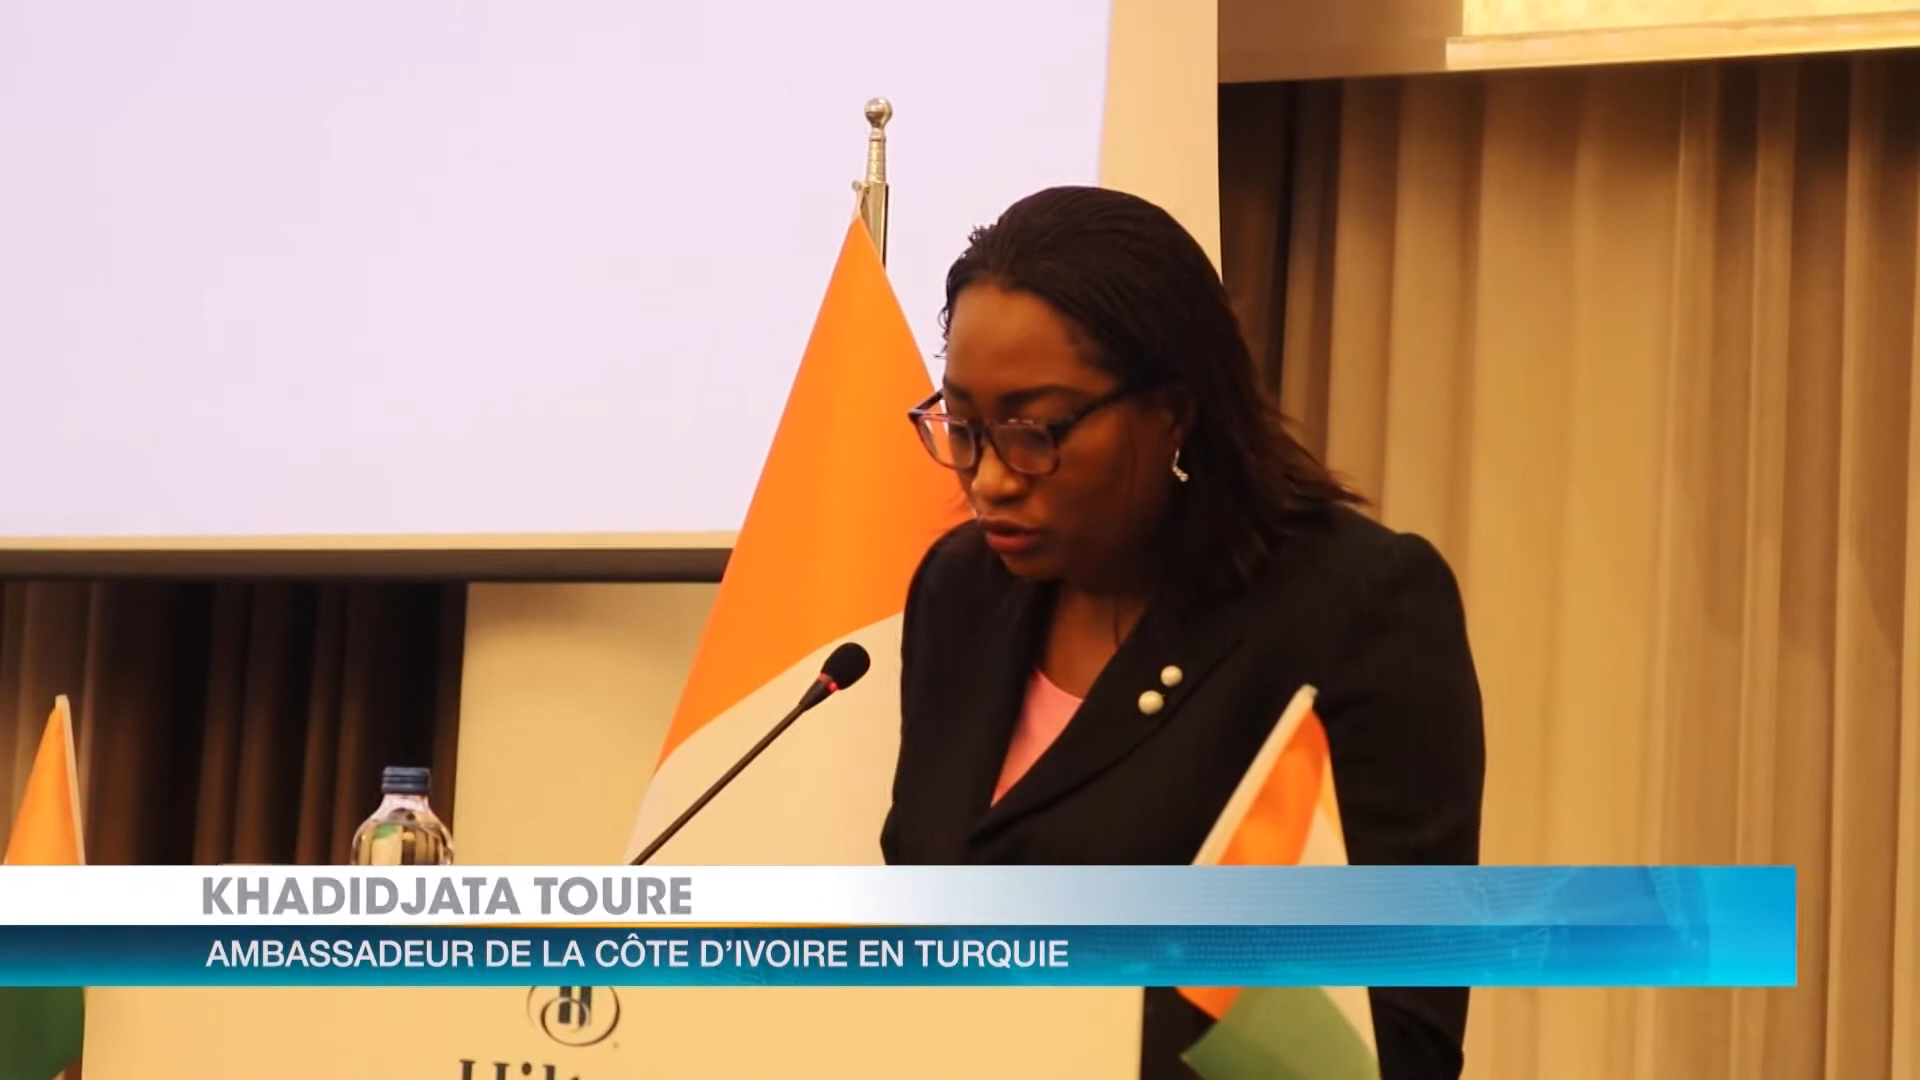 KHADIDJATA TOURE
AMBASSADEUR DE LA CÔTE D’IVOIRE EN TURQUIE